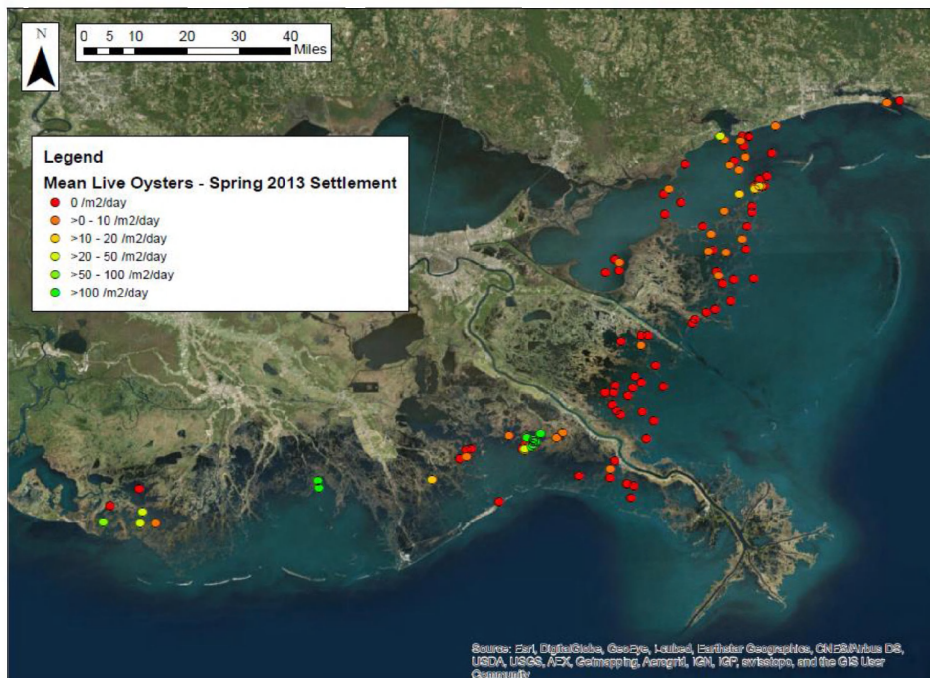 N
0 5 10 20 30 40
Miles
Legend
Mean Live Oysters - Spring 2013 Settlement
0 /m2/day
>0 - 10 /m2/day
>10 - 20 /m2/day
>20 - 50 /m2/day
>50 - 100 /m2/day
>100 /m2/day
Source: Esri, DigitalGlobe, GeoEye, i-cubed, Earthstar Geographics, CNES/Airbus DS,
USDA, USGS, AEX, Getmapping, Aerogrid, IGN, IGP, swisstopo, and the GIS User
Community